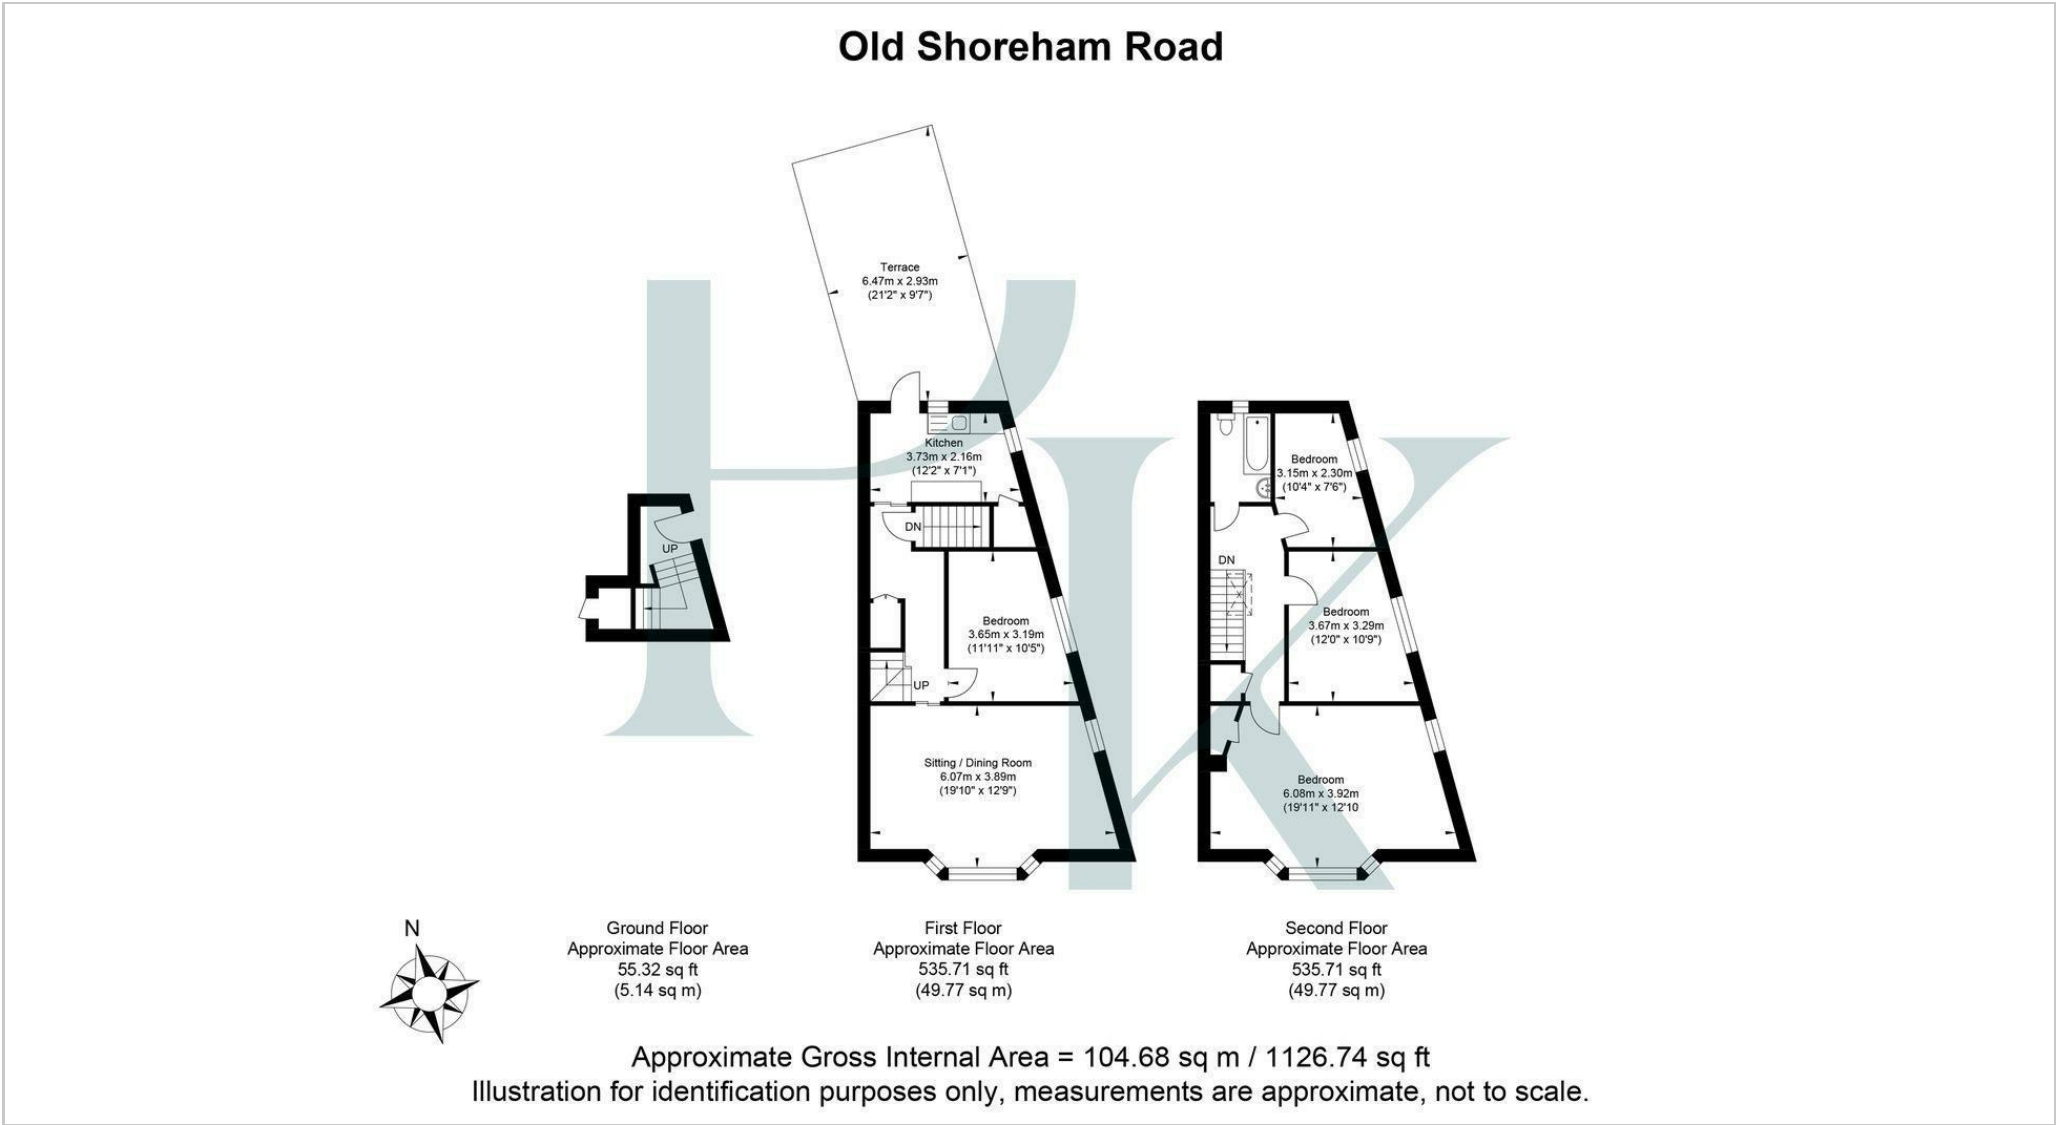 Old Shoreham Road
Terrace
6.47m x 2.93m
(21'2" x 9'7")
Kitchen
3.73m x 2.16m
(12'2" x 7'1")
DN
UP
Bedroom
3.65m x 3.19m
(11'11" x 10'5")
UP
Sitting / Dining Room
6.07m x 3.89m
(19'10" x 12'9")
Bedroom
3.15m x 2.30m
(10'4" x 7'6")
DN
Bedroom
3.67m x 3.29m
(12'0" x 10'9")
Bedroom
6.08m x 3.92m
(19'11" x 12'10
Ground Floor
Approximate Floor Area
55.32 sq ft
(5.14 sq m)
First Floor
Approximate Floor Area
535.71 sq ft
(49.77 sq m)
Second Floor
Approximate Floor Area
535.71 sq ft
(49.77 sq m)
N
Approximate Gross Internal Area = 104.68 sq m / 1126.74 sq ft
Illustration for identification purposes only, measurements are approximate, not to scale.